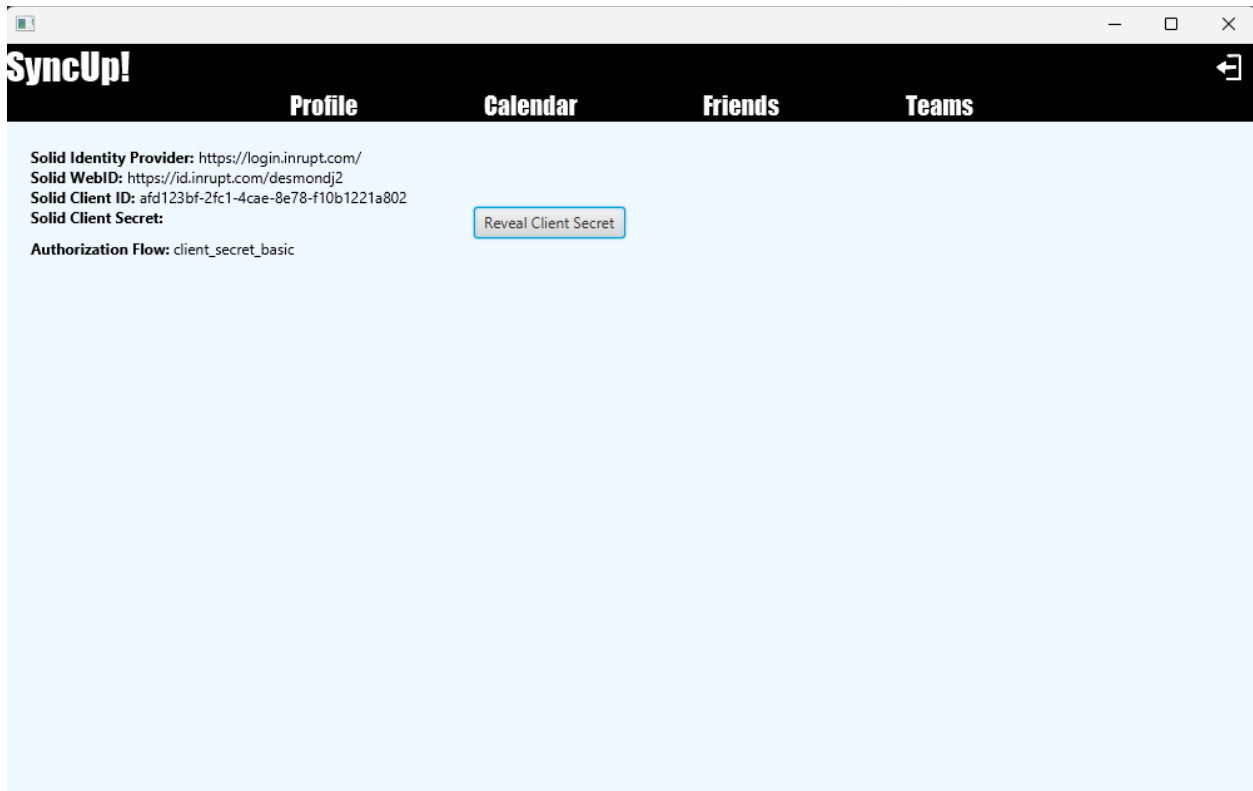 SyncUp!
Profile Calendar Friends Teams
Solid Identity Provider: https://login.inrupt.com/
Solid WebID: https://id.inrupt.com/desmondj2
Solid Client ID: afd123bf-2fc1-4cae-8e78-f10b1221a802
Solid Client Secret:
Reveal Client Secret
Authorization Flow: client_secret_basic